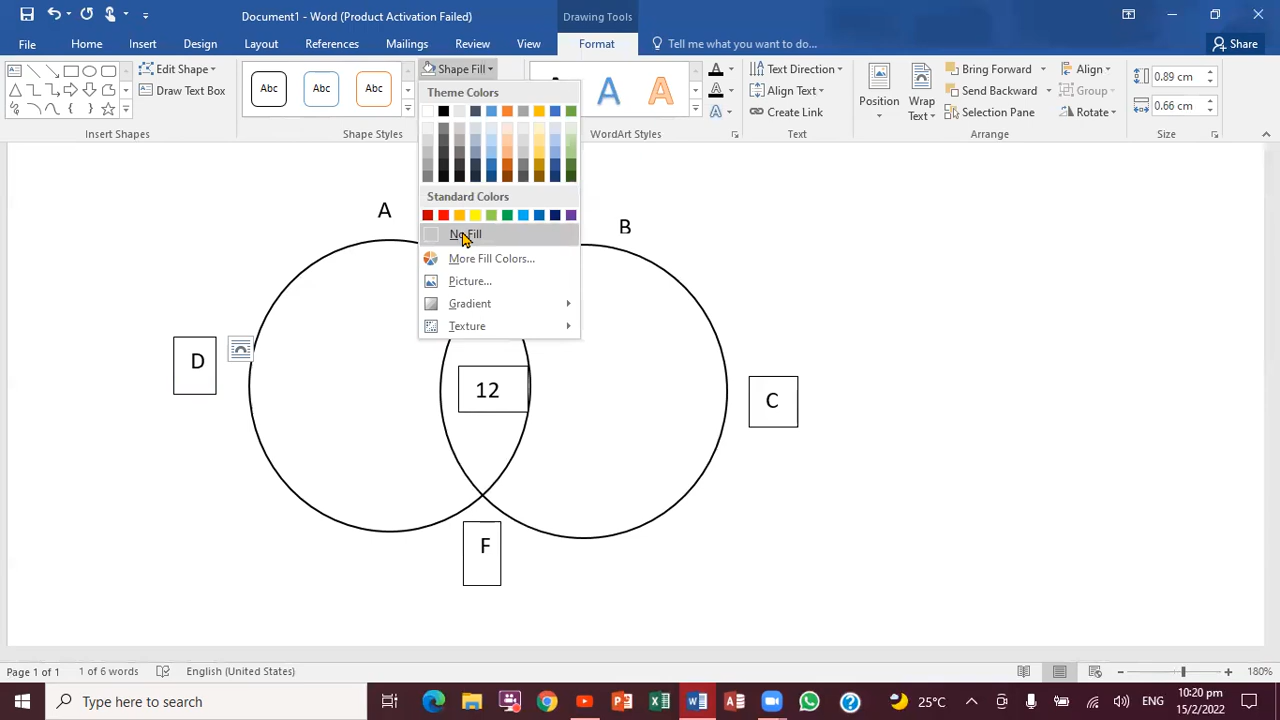 Document1 - Word (Product Activation Failed)
Drawing Tools
File
Home
Insert
Design
Layout
References
Mailings
Review
View
Format
Tell me what you want to do...
Share
Edit Shape
Draw Text Box
Insert Shapes
Abc
Abc
Abc
Shape Styles
Shape Fill
Theme Colors
Standard Colors
No Fill
More Fill Colors...
Picture...
Gradient
Texture
A
A
WordArt Styles
Text Direction
Align Text
Create Link
Text
Position
Wrap
Text
Bring Forward
Send Backward
Selection Pane
Align
Rotate
Arrange
0.89 cm
0.66 cm
Size
A
B
D
12
C
F
Page 1 of 1
1 of 6 words
English (United States)
180%
Type here to search
25°C
ENG
10:20 pm
15/2/2022